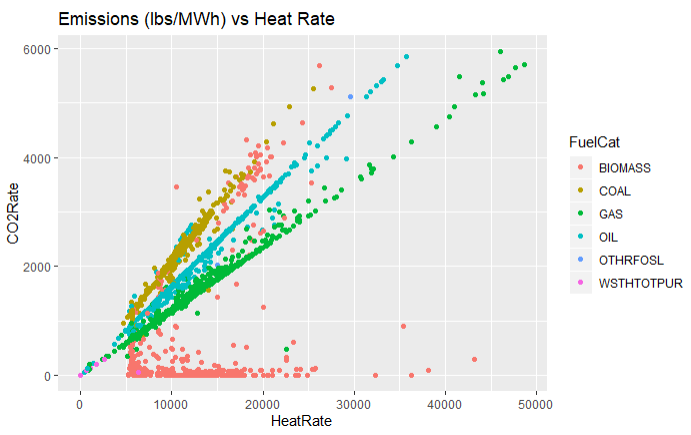 Emissions (lbs/MWh) vs Heat Rate
6000
4000
2000
0
CO2Rate
0 10000 20000 30000 40000 50000
HeatRate
FuelCat
BIOMASS
COAL
GAS
OIL
OTHRFOSL
WSTHTOTPUR